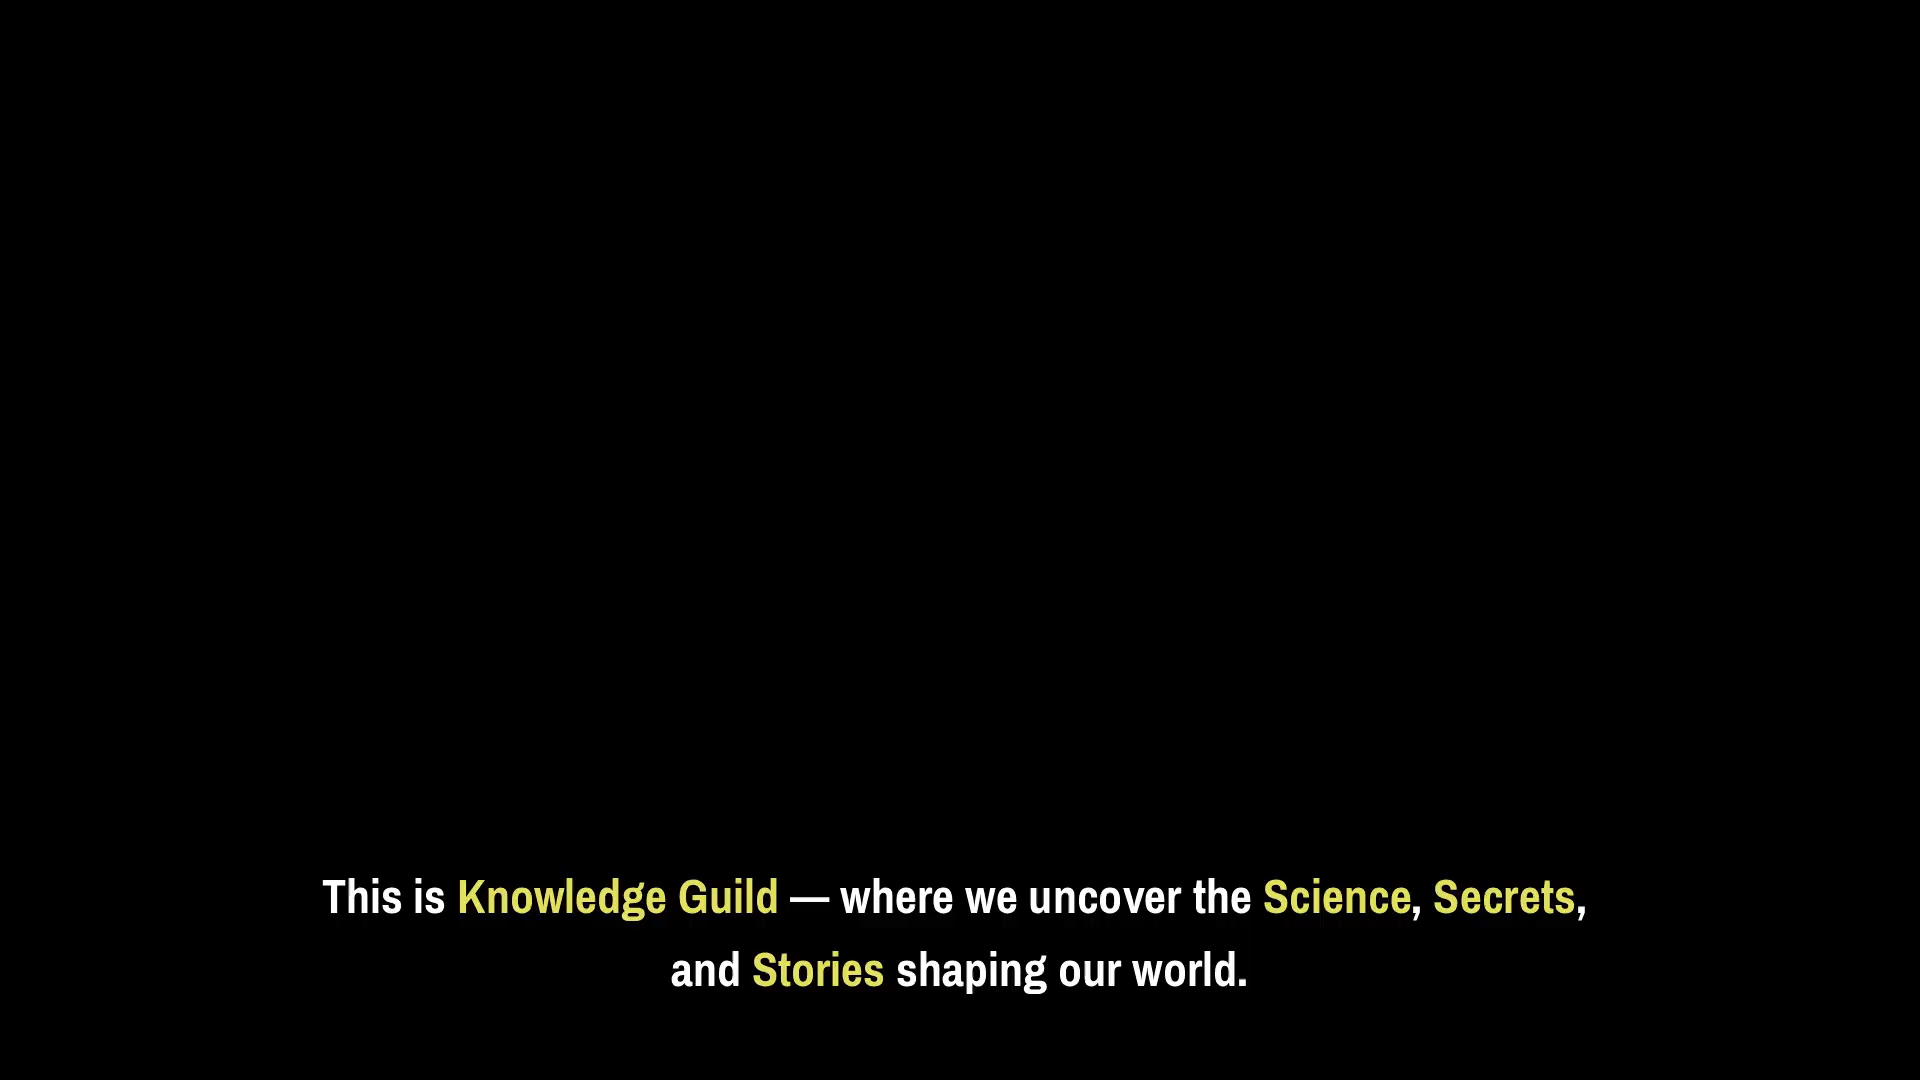 This is Knowledge Guild — where we uncover the Science, Secrets,
and Stories shaping our world.